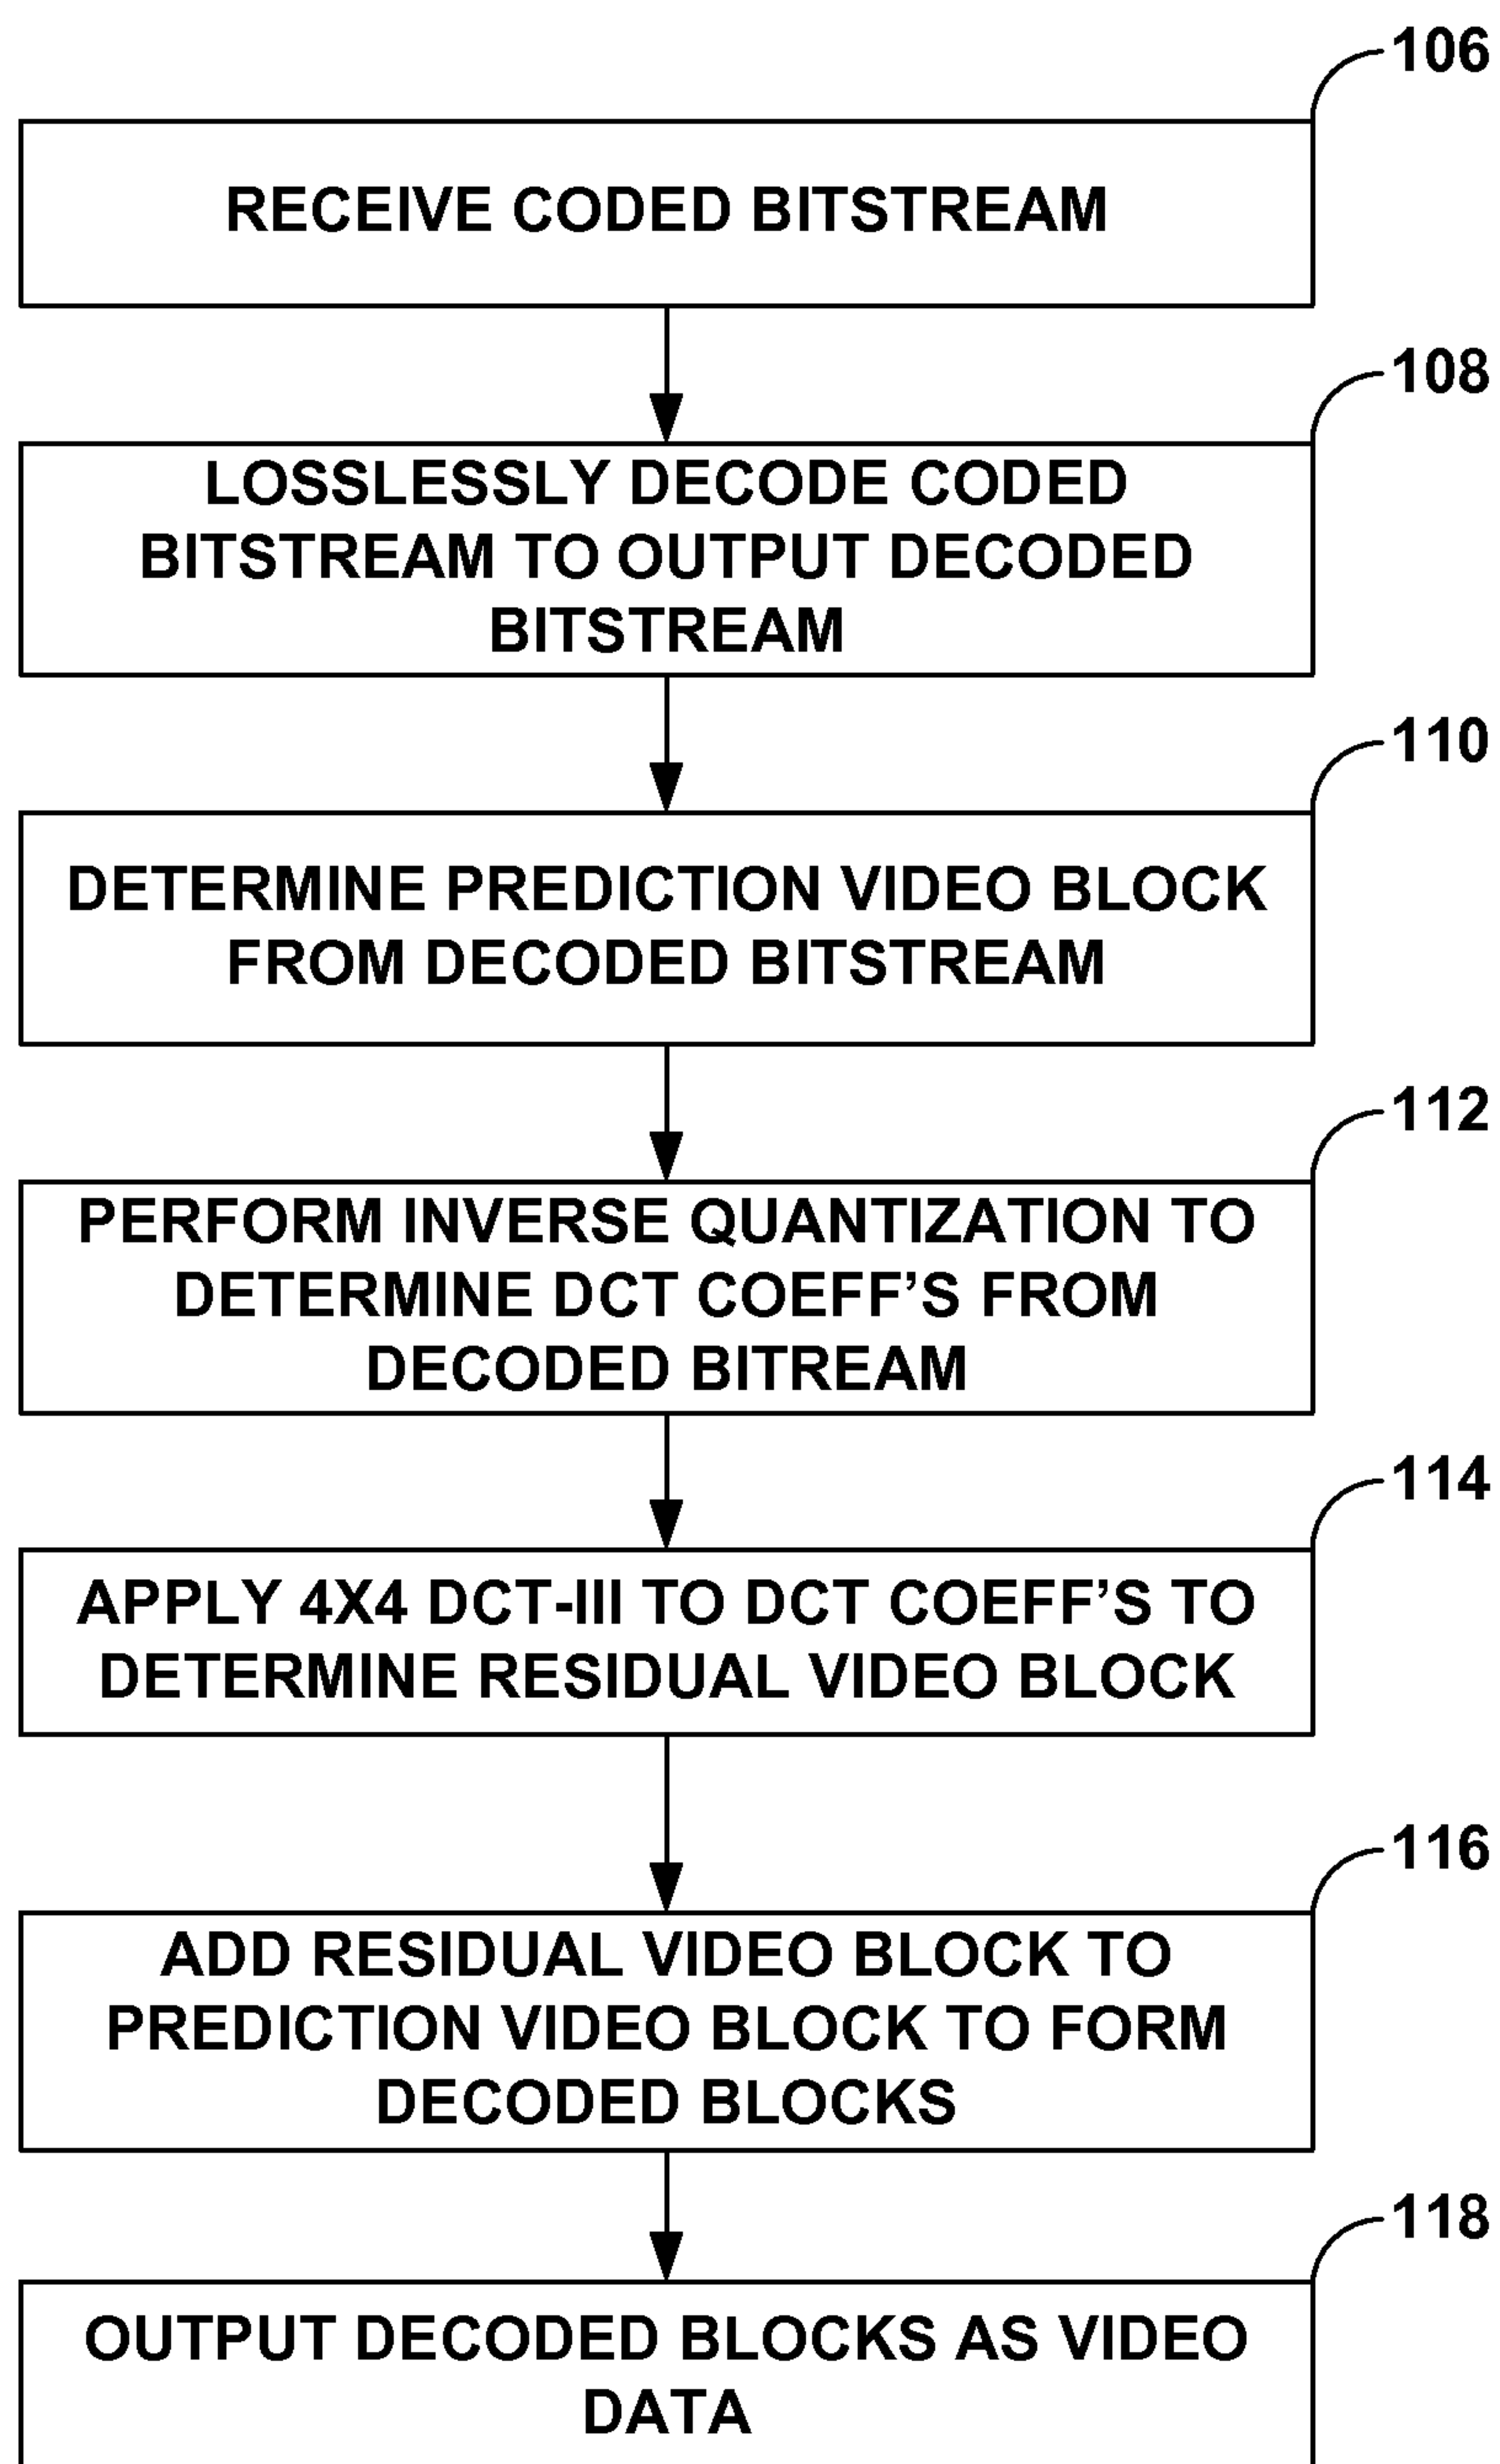 106
RECEIVE CODED BITSTREAM
108
LOSSLESSLY DECODE CODED
BITSTREAM TO OUTPUT DECODED
BITSTREAM
110
DETERMINE PREDICTION VIDEO BLOCK
FROM DECODED BITSTREAM
112
PERFORM INVERSE QUANTIZATION TO
DETERMINE DCT COEFF’S FROM
DECODED BITREAM
114
APPLY 4X4 DCT-III TO DCT COEFF’S TO
DETERMINE RESIDUAL VIDEO BLOCK
116
ADD RESIDUAL VIDEO BLOCK TO
PREDICTION VIDEO BLOCK TO FORM
DECODED BLOCKS
118
OUTPUT DECODED BLOCKS AS VIDEO
DATA